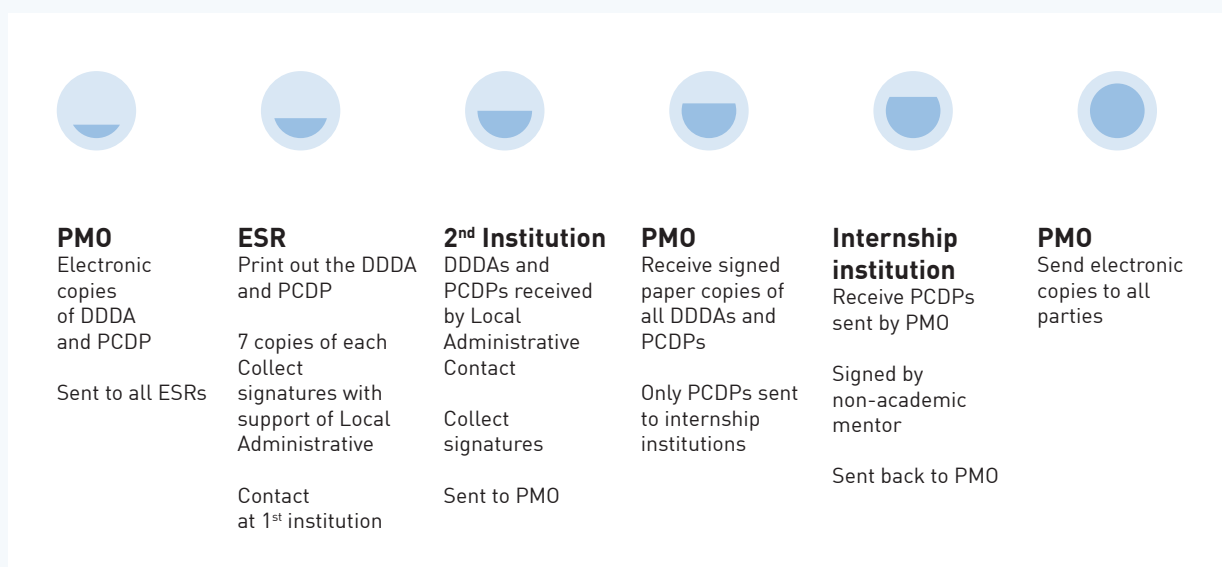 PMO
Electronic
copies
of DDDA
and PCDP
Sent to all ESRs
ESR
Print out the DDDA
and PCDP
7 copies of each
Collect
signatures with
support of Local
Administrative
Contact
at 1st institution
2nd Institution
DDDAs and
PCDPs received
by Local
Administrative
Contact
Collect
signatures
Sent to PMO
PMO
Receive signed
paper copies of
all DDDAs and
PCDPs
Only PCDPs sent
to internship
institutions
Internship
institution
Receive PCDPs
sent by PMO
Signed by
non-academic
mentor
Sent back to PMO
PMO
Send electronic
copies to all
parties